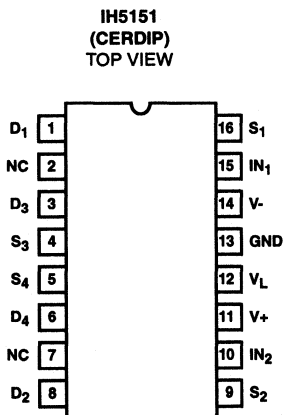 IH5151
(CERDIP)
TOP VIEW
D1 1 16 S1
NC 2 15 IN1
D3 3 14 V-
S3 4 13 GND
S4 5 12 VL
D4 6 11 V+
NC 7 10 IN2
D2 8 9 S2